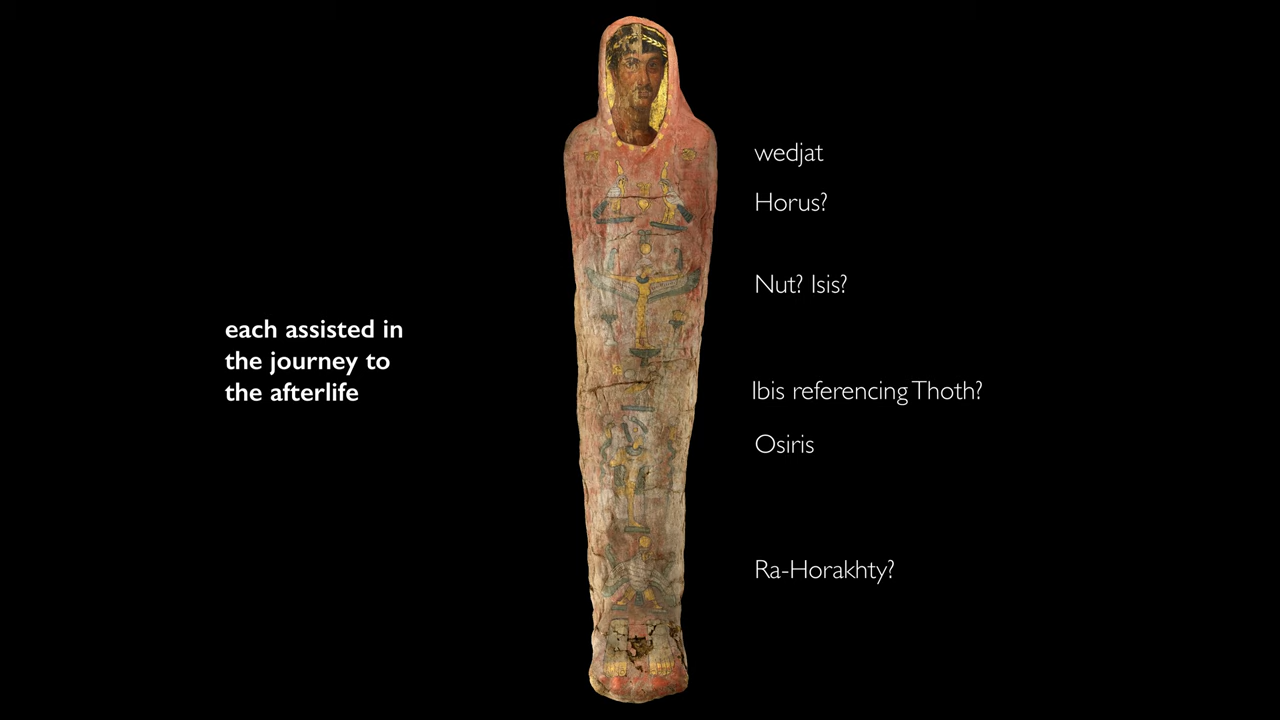 wedjat
Horus?
Nut? Isis?
each assisted in
the journey to
the afterlife
Ibis referencing Thoth?
Osiris
Ra-Horakhty?